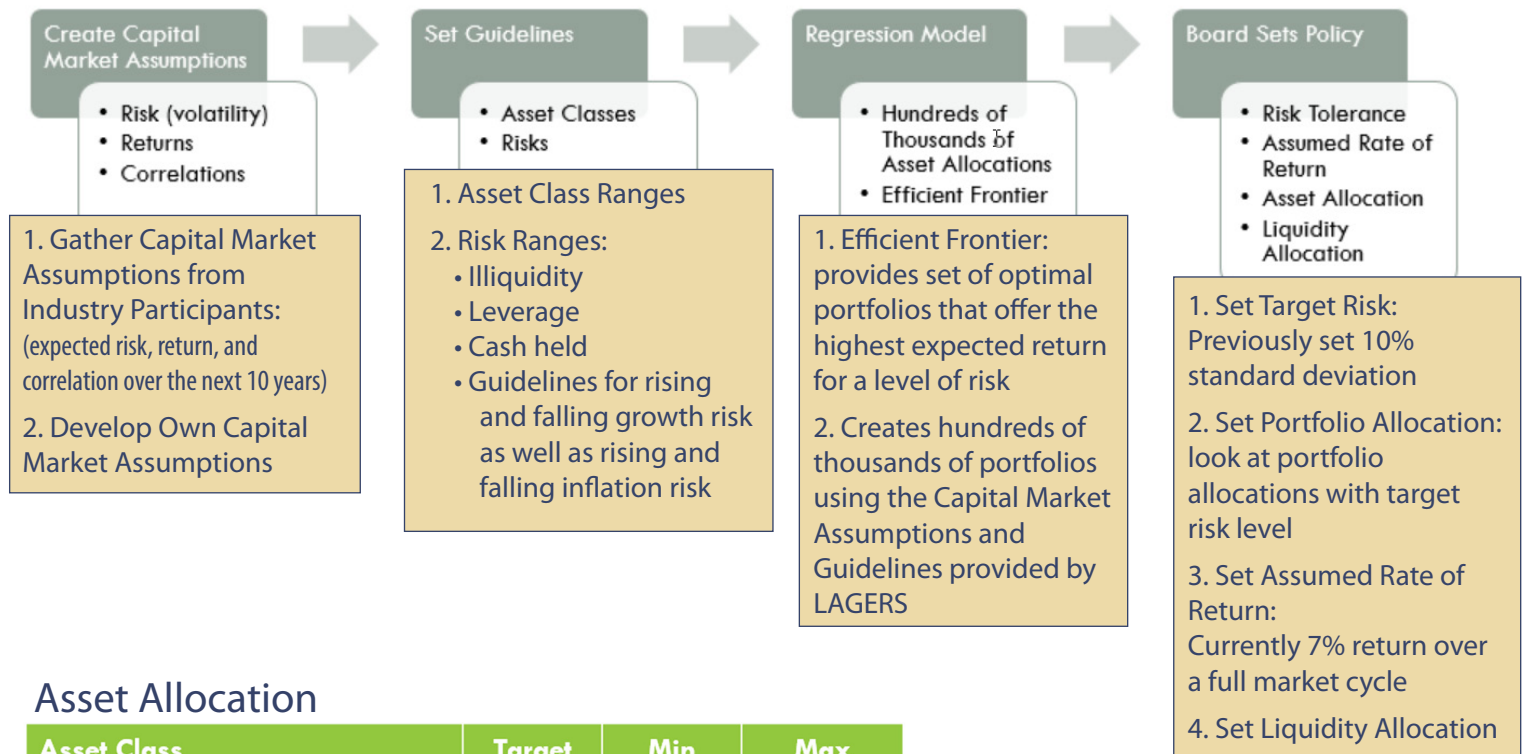 Create Capital
Market Assumptions
• Risk (volatility)
• Returns
• Correlations
1. Gather Capital Market
Assumptions from
Industry Participants:
(expected risk, return, and
correlation over the next 10 years)
2. Develop Own Capital
Market Assumptions
Set Guidelines
• Asset Classes
• Risks
1. Asset Class Ranges
2. Risk Ranges:
• Illiquidity
• Leverage
• Cash held
• Guidelines for rising
and falling growth risk
as well as rising and
falling inflation risk
Regression Model
• Hundreds of
Thousands of
Asset Allocations
• Efficient Frontier
1. Efficient Frontier:
provides set of optimal
portfolios that offer the
highest expected return
for a level of risk
2. Creates hundreds of
thousands of portfolios
using the Capital Market
Assumptions and
Guidelines provided by
LAGERS
Board Sets Policy
• Risk Tolerance
• Assumed Rate of
Return
• Asset Allocation
• Liquidity
Allocation
1. Set Target Risk:
Previously set 10%
standard deviation
2. Set Portfolio Allocation:
look at portfolio
allocations with target
risk level
3. Set Assumed Rate of
Return:
Currently 7% return over
a full market cycle
4. Set Liquidity Allocation
Asset Allocation
Asset Class Target Min Max